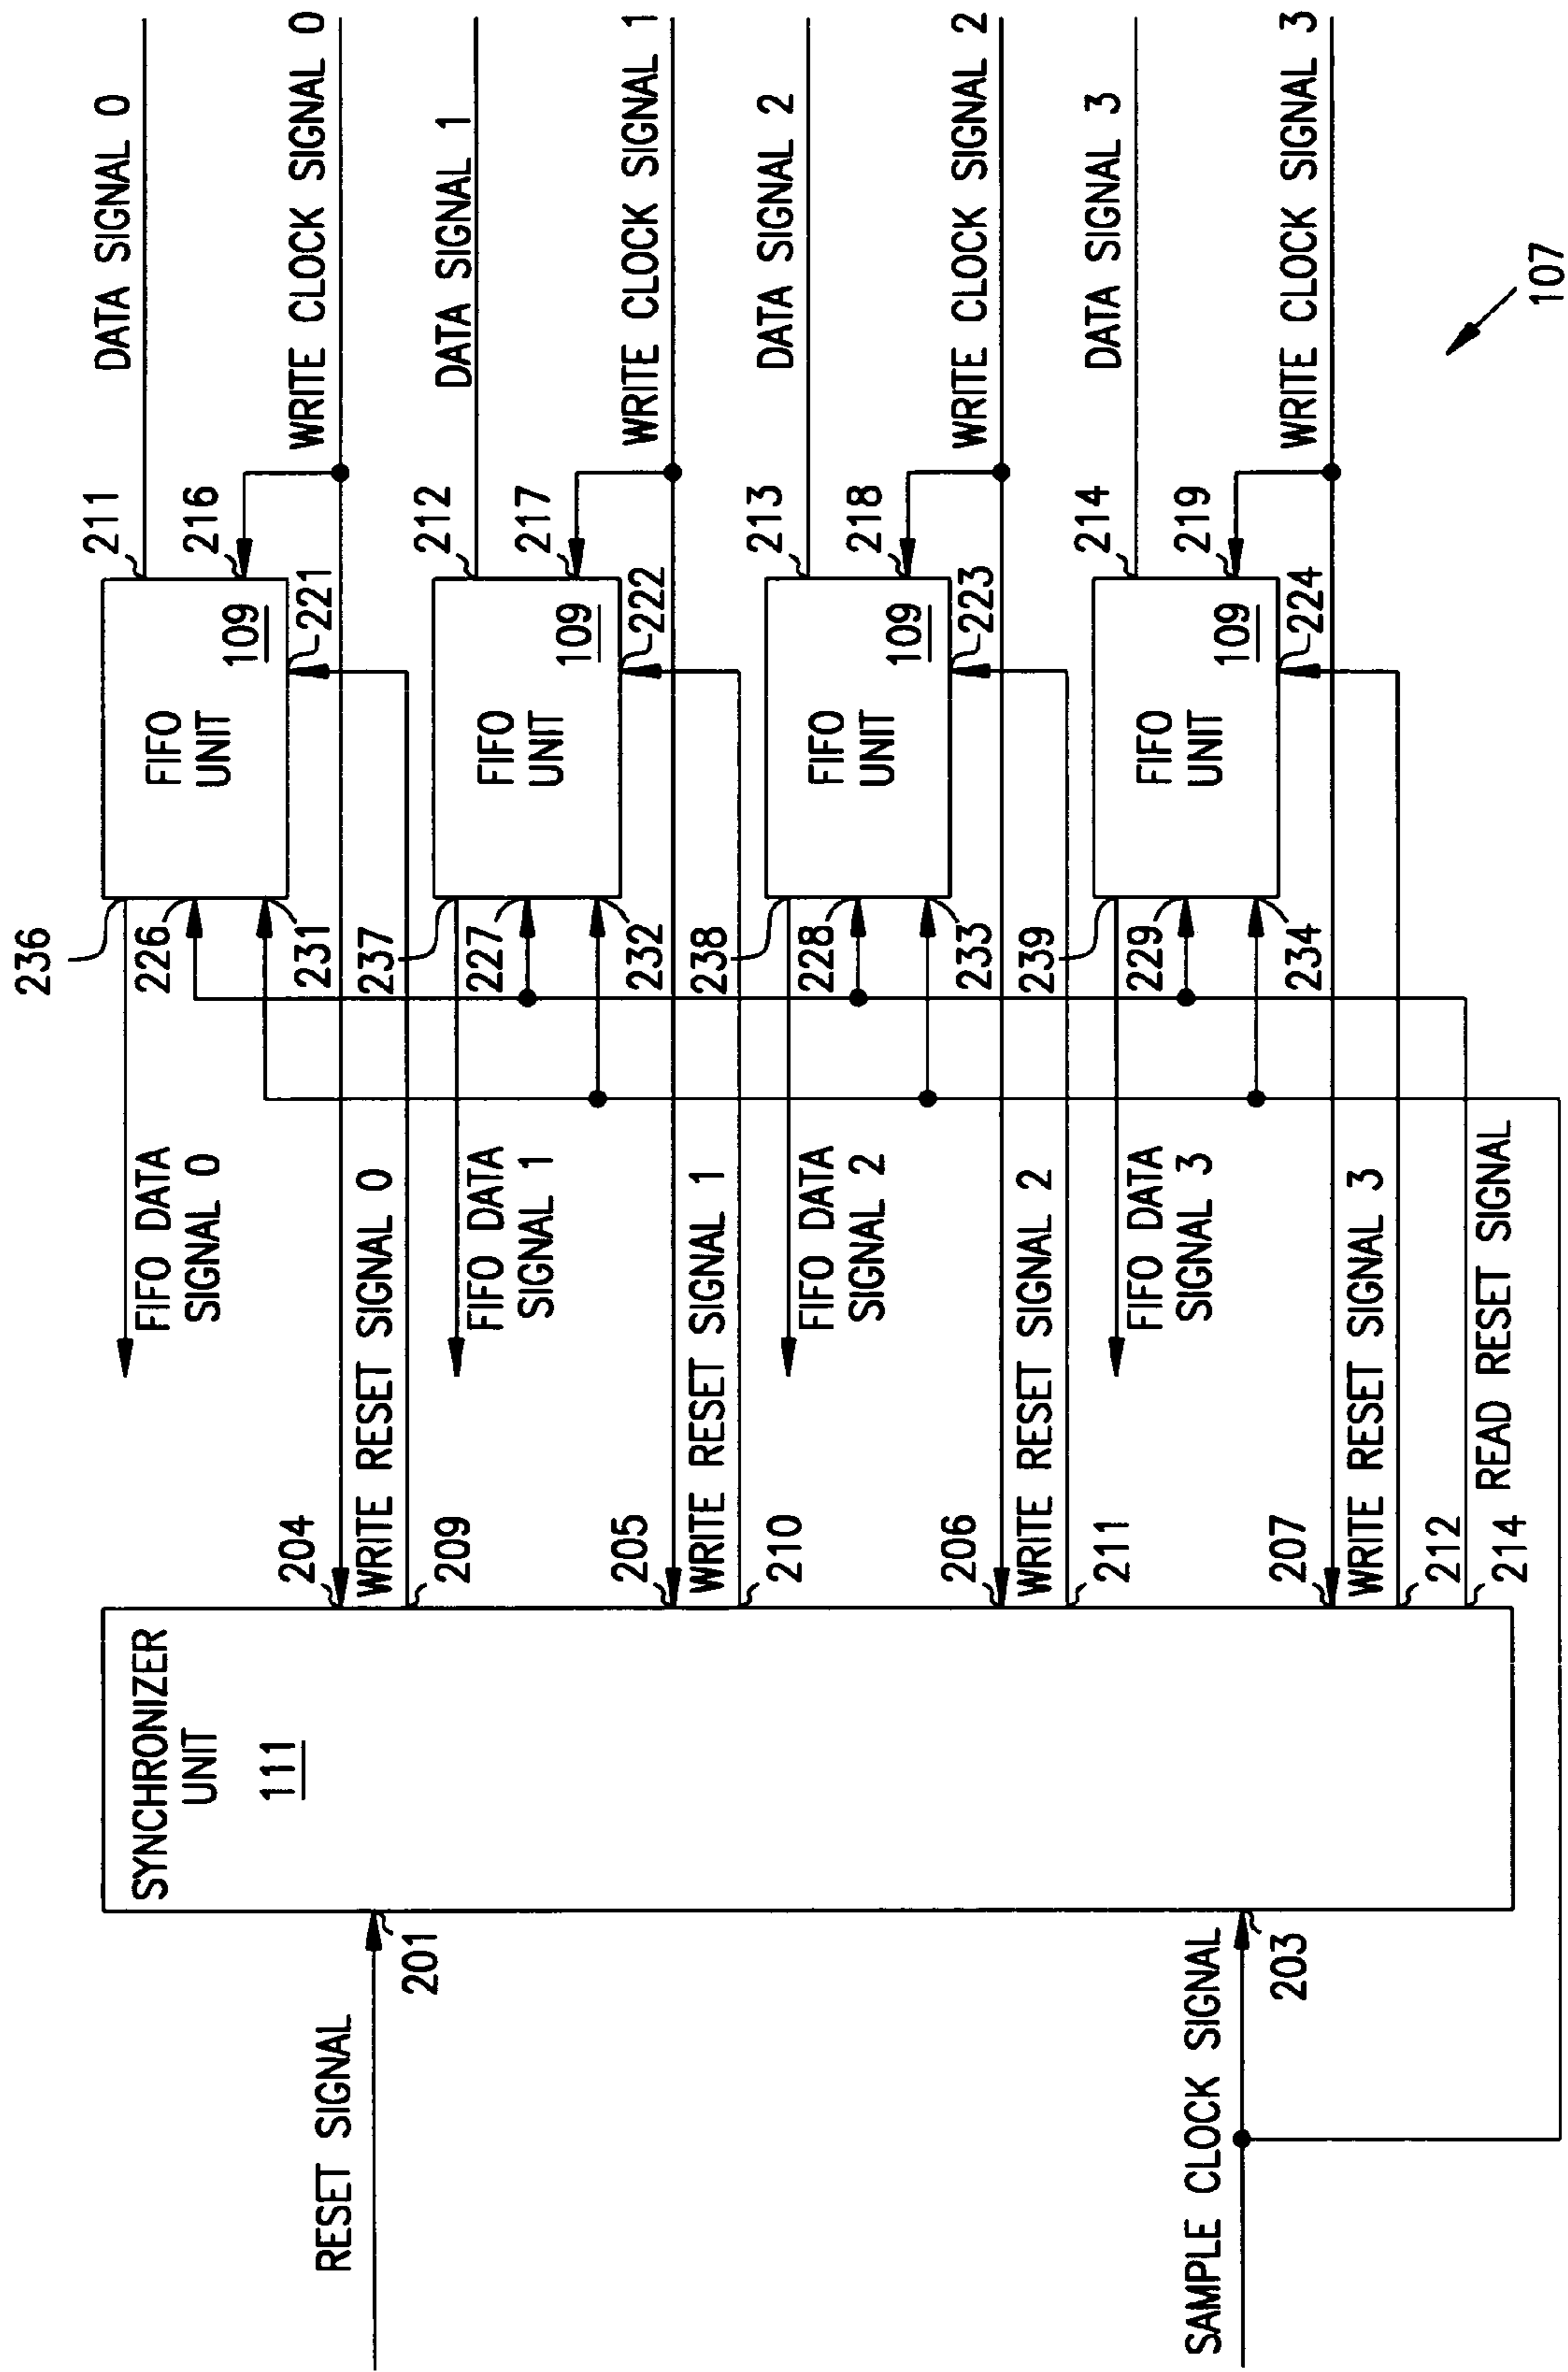 RESET SIGNAL
201
SAMPLE CLOCK SIGNAL
203
SYNCHRONIZER
UNIT
111
204
WRITE RESET SIGNAL 0
209
205
WRITE RESET SIGNAL 1
210
206
WRITE RESET SIGNAL 2
211
207
WRITE RESET SIGNAL 3
212
214
READ RESET SIGNAL
FIFO DATA
SIGNAL 0
FIFO DATA
SIGNAL 1
FIFO DATA
SIGNAL 2
FIFO DATA
SIGNAL 3
236
226
231
237
227
232
238
228
233
239
229
234
FIFO
UNIT
109
221
FIFO
UNIT
109
222
FIFO
UNIT
109
223
FIFO
UNIT
109
224
211
216
212
217
213
218
214
219
DATA SIGNAL 0
WRITE CLOCK SIGNAL 0
DATA SIGNAL 1
WRITE CLOCK SIGNAL 1
DATA SIGNAL 2
WRITE CLOCK SIGNAL 2
DATA SIGNAL 3
WRITE CLOCK SIGNAL 3
107